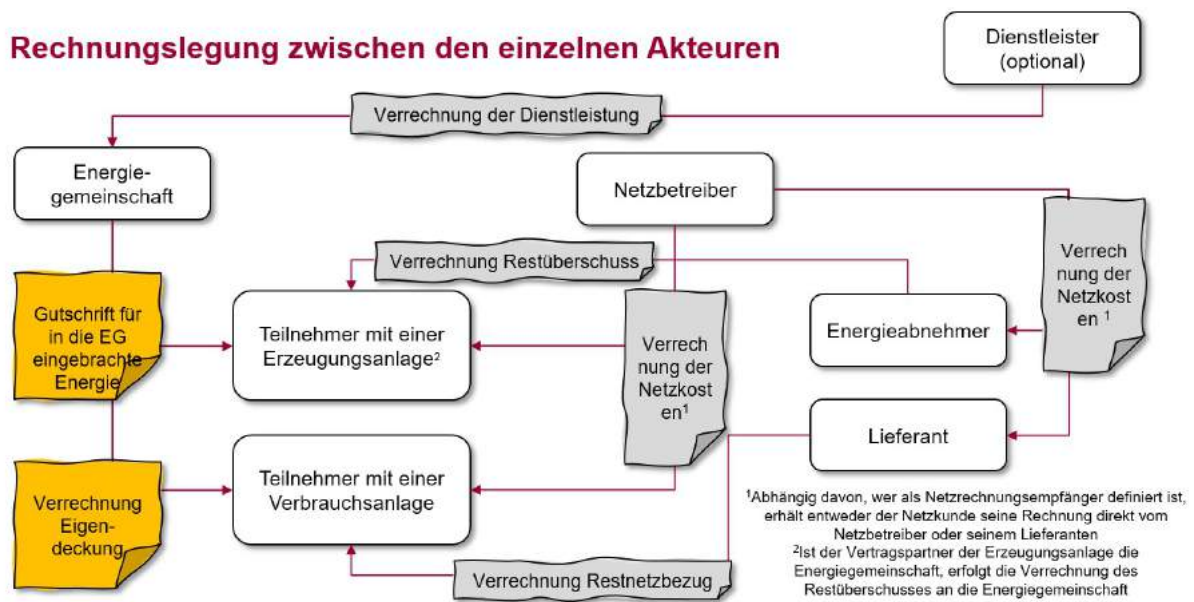 Rechnungslegung zwischen den einzelnen Akteuren
Dienstleister
(optional)
Verrechnung der Dienstleistung
Energie-
gemeinschaft
Netzbetreiber
Verrech
nung der
Netzkost
en ¹
Verrechnung Restüberschuss
Gutschrift für
in die EG
eingebrachte
Energie
Teilnehmer mit einer
Erzeugungsanlage²
Verrech
nung der
Netzkost
en¹
Energieabnehmer
Lieferant
Verrechnung
Eigen-
deckung
Teilnehmer mit einer
Verbrauchsanlage
Verrechnung Restnetzbezug
¹Abhängig davon, wer als Netzrechnungsempfänger definiert ist,
erhält entweder der Netzkunde seine Rechnung direkt vom
Netzbetreiber oder seinem Lieferanten
²Ist der Vertragspartner der Erzeugungsanlage die
Energiegemeinschaft, erfolgt die Verrechnung des
Restüberschusses an die Energiegemeinschaft